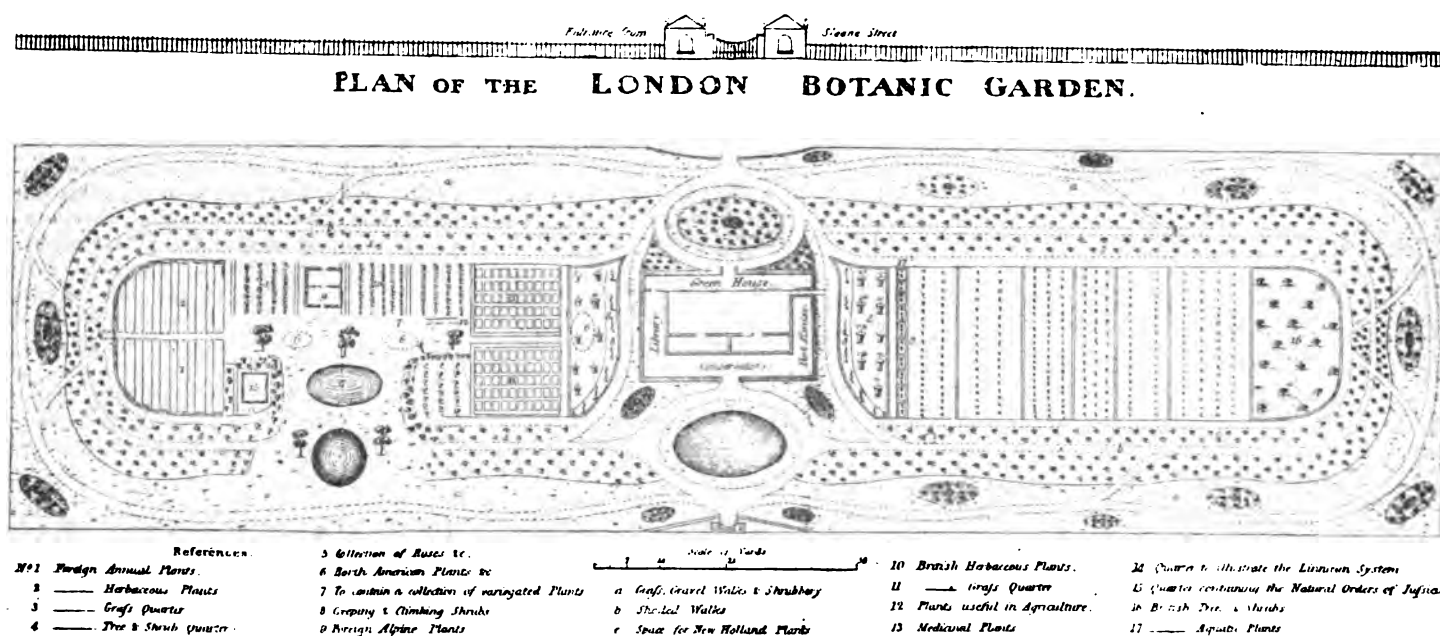 Entrance from Sloane Street
PLAN OF THE LONDON BOTANIC GARDEN.
Green House
Library
Hot House
Conservatory
References.
No 1 Foreign Annual Plants.
2 —— Herbaceous Plants
3 —— Grass Quarter
4 —— Tree & Shrub Quarter
5 Collection of Roses &c.
6 North American Plants &c
7 To contain a collection of variegated Plants
8 Creping & Climbing Shrubs
9 Foreign Alpine Plants
Scale of Yards
a Grass, Gravel Walks & Shrubbery
b Shaded Walks
c Space for New Holland Plants
10 British Herbaceous Plants.
11 —— Grass Quarter
12 Plants useful in Agriculture.
13 Medicinal Plants
14 Quarter to illustrate the Linnaean System
15 Quarter containing the Natural Orders of Jussieu
16 British Trees & Shrubs
17 —— Aquatic Plants